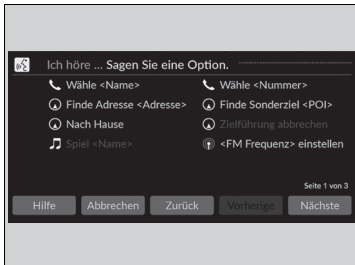 Ich höre ... Sagen Sie eine Option.
Wähle <Name>
Wähle <Nummer>
Finde Adresse <Adresse>
Finde Sonderziel <POI>
Nach Hause
Zielführung abbrechen
Spiel <Name>
<FM Frequenz> einstellen
Seite 1 von 3
Hilfe
Abbrechen
Zurück
Vorherige
Nächste